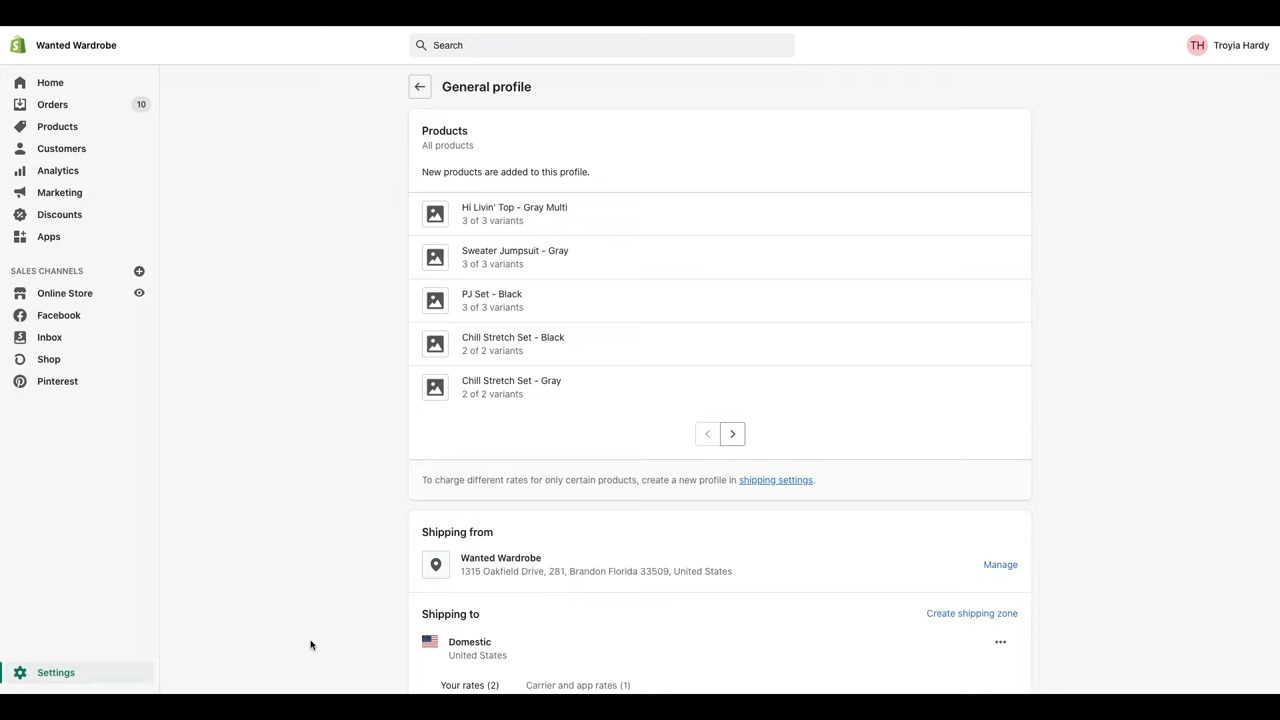 Wanted Wardrobe
Search
TH
Troyia Hardy
Home
Orders
10
Products
Customers
Analytics
Marketing
Discounts
Apps
SALES CHANNELS
Online Store
Facebook
Inbox
Shop
Pinterest
Settings
General profile
Products
All products
New products are added to this profile.
Hi Livin' Top - Gray Multi
3 of 3 variants
Sweater Jumpsuit - Gray
3 of 3 variants
PJ Set - Black
3 of 3 variants
Chill Stretch Set - Black
2 of 2 variants
Chill Stretch Set - Gray
2 of 2 variants
To charge different rates for only certain products, create a new profile in shipping settings.
Shipping from
Wanted Wardrobe
1315 Oakfield Drive, 281, Brandon Florida 33509, United States
Manage
Shipping to
Create shipping zone
Domestic
United States
Your rates (2)
Carrier and app rates (1)